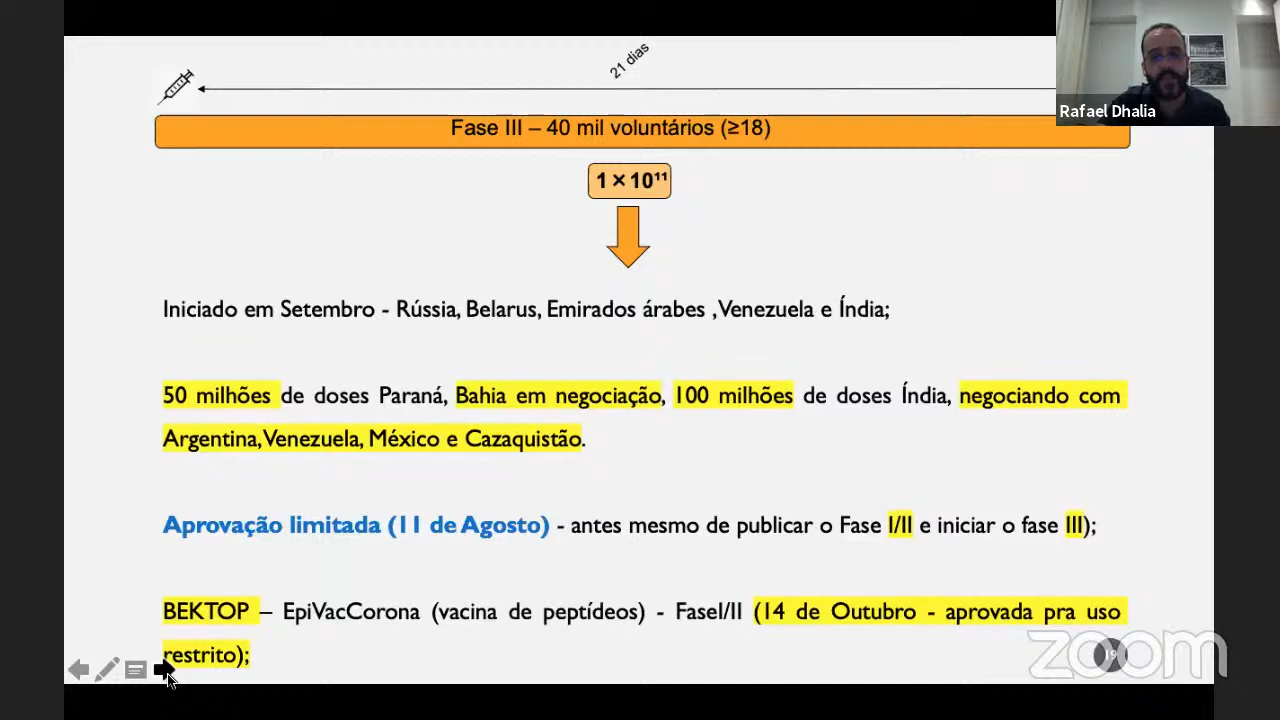 21 dias
Rafael Dhalia
Fase III – 40 mil voluntários (≥18)
1 × 10¹¹
Iniciado em Setembro - Rússia, Belarus, Emirados árabes , Venezuela e Índia;
50 milhões de doses Paraná, Bahia em negociação, 100 milhões de doses Índia, negociando com
Argentina, Venezuela, México e Cazaquistão.
Aprovação limitada (11 de Agosto) - antes mesmo de publicar o Fase I/II e iniciar o fase III);
BEKTOP – EpiVacCorona (vacina de peptídeos) - FaseI/II (14 de Outubro - aprovada pra uso
restrito);
zoom
19